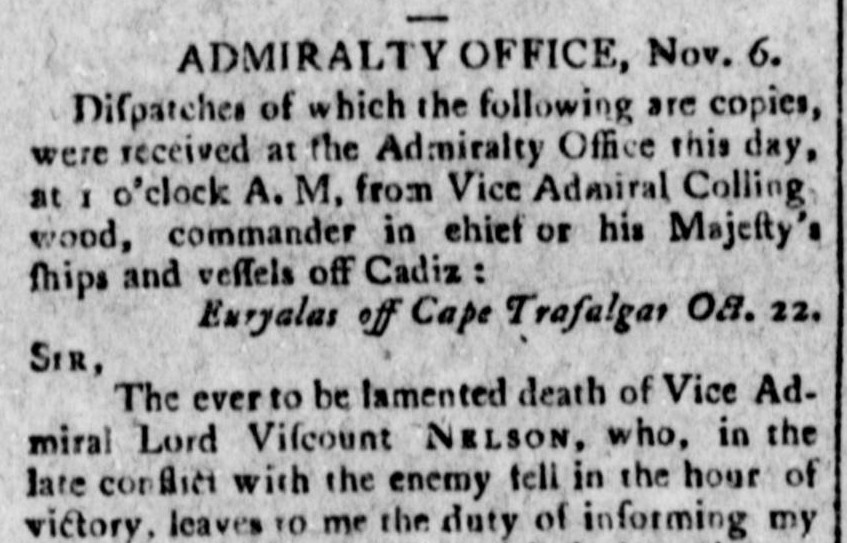 ADMIRALTY OFFICE, Nov. 6.
Diſpatches of which the following are copies,
were received at the Admiralty Office this day,
at 1 o'clock A. M, from Vice Admiral Colling-
wood, commander in ehief or his Majeſty's
ſhips and veſſels off Cadiz :
Euryalas off Cape Trafalgar Oct. 22.
SIR,
The ever to be lamented death of Vice Ad-
miral Lord Viſcount NELSON, who, in the
late conflict with the enemy fell in the hour of
victory, leaves to me the duty of informing my